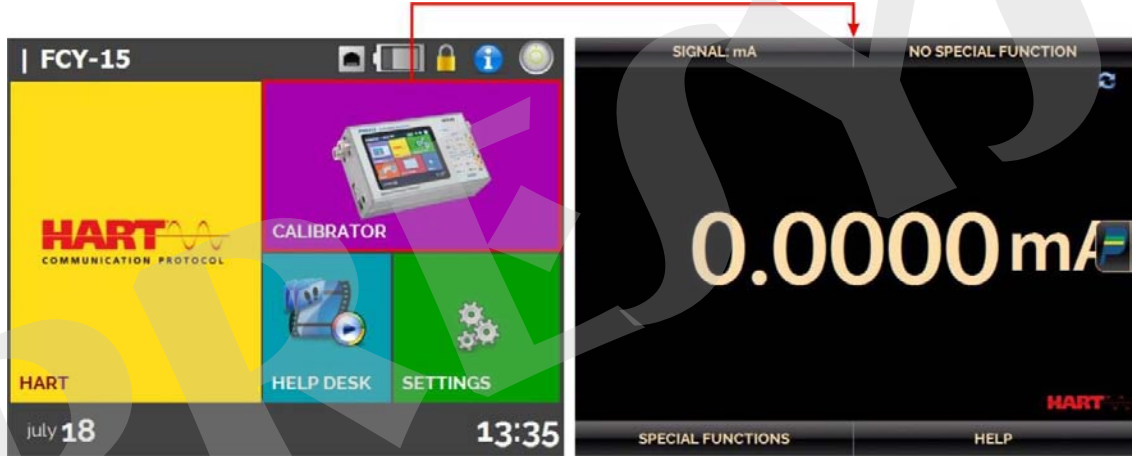 | FCY-15
HART
COMMUNICATION PROTOCOL
CALIBRATOR
HART
HELP DESK
SETTINGS
july 18
13:35
SIGNAL: mA
NO SPECIAL FUNCTION
0.0000 mA
HART
SPECIAL FUNCTIONS
HELP
PRESYS